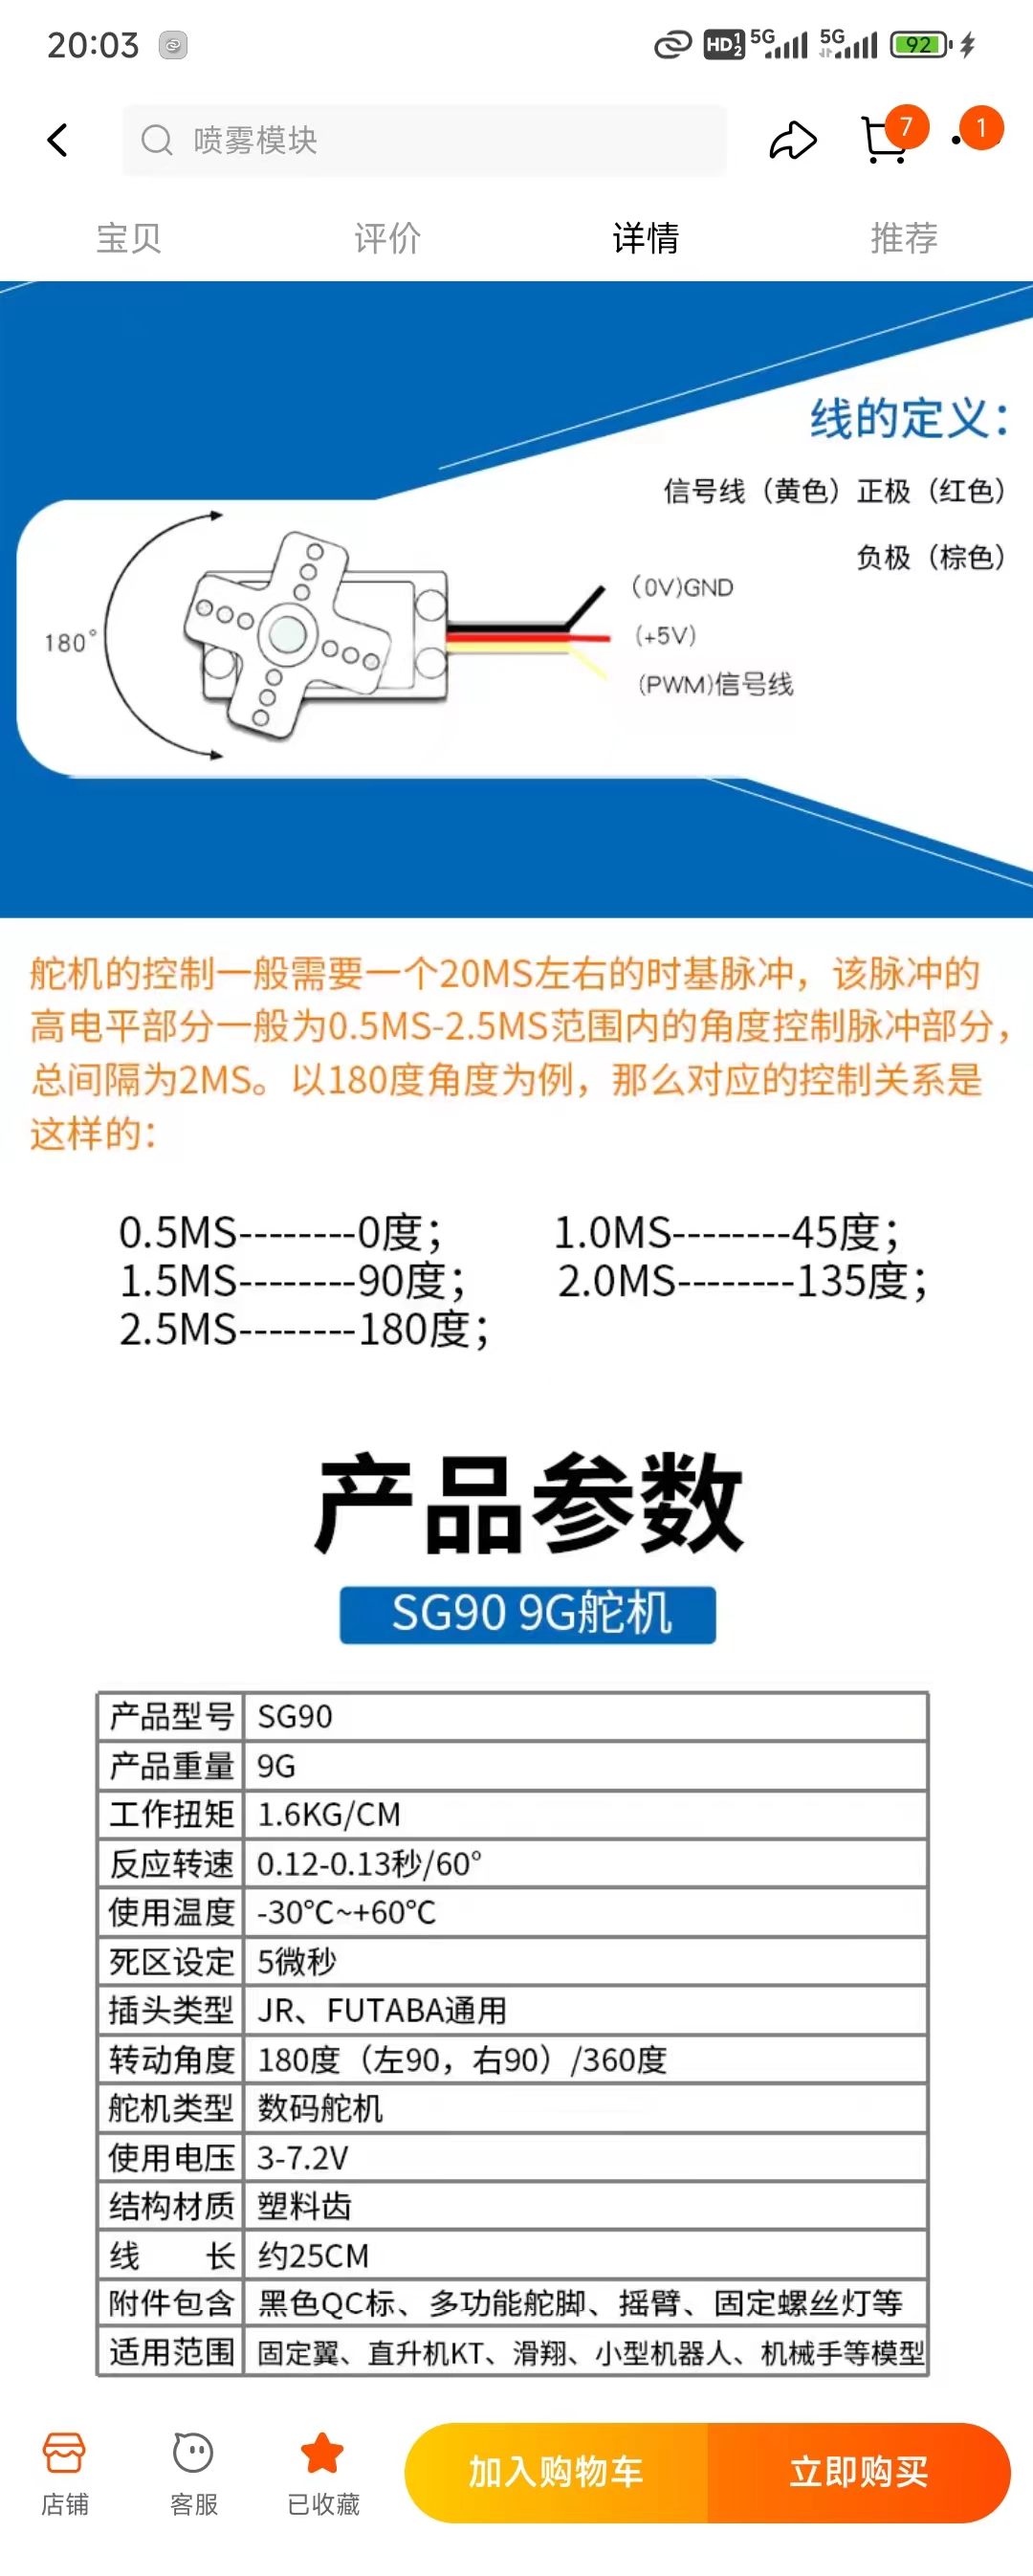 20:03
HD 1 2 5G 5G 92
喷雾模块
7
1
宝贝 评价 详情 推荐
线的定义：
信号线（黄色）正极（红色）
负极（棕色）
（0V)GND
180°
（+5V)
(PWM)信号线
舵机的控制一般需要一个20MS左右的时基脉冲，该脉冲的
高电平部分一般为0.5MS-2.5MS范围内的角度控制脉冲部分，
总间隔为2MS。以180度角度为例，那么对应的控制关系是
这样的：
0.5MS--------0度； 1.0MS--------45度；
1.5MS--------90度； 2.0MS--------135度；
2.5MS--------180度；
产品参数
SG90 9G舵机
产品型号 SG90
产品重量 9G
工作扭矩 1.6KG/CM
反应转速 0.12-0.13秒/60°
使用温度 -30℃~+60℃
死区设定 5微秒
插头类型 JR、FUTABA通用
转动角度 180度（左90，右90）/360度
舵机类型 数码舵机
使用电压 3-7.2V
结构材质 塑料齿
线 长 约25CM
附件包含 黑色QC标、多功能舵脚、摇臂、固定螺丝灯等
适用范围 固定翼、直升机KT、滑翔、小型机器人、机械手等模型
店铺 客服 已收藏 加入购物车 立即购买